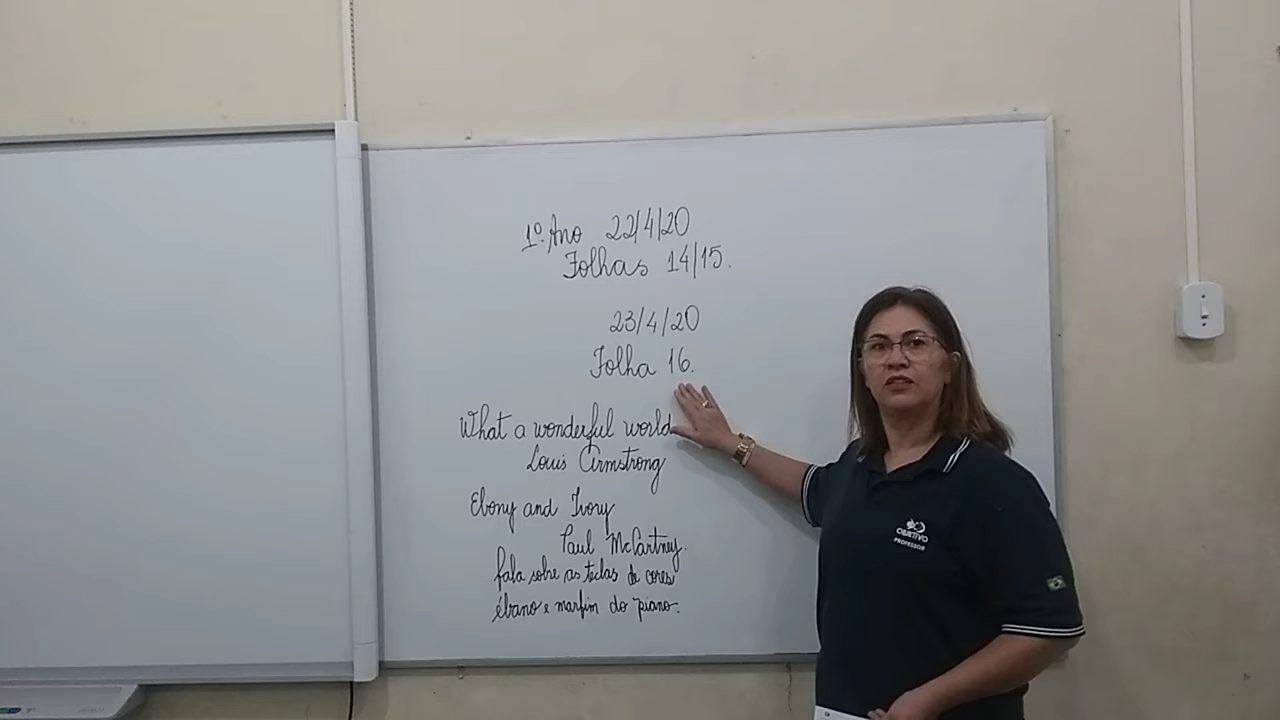 1º. Ano 22/4/20
Folhas 14/15.
23/4/20
Folha 16.
What a wonderful world
Louis Armstrong
Ebony and Ivory
Paul McCartney.
fala sobre as teclas de cores
ébano e marfim do piano.
OBJETIVO
PROFESSOR